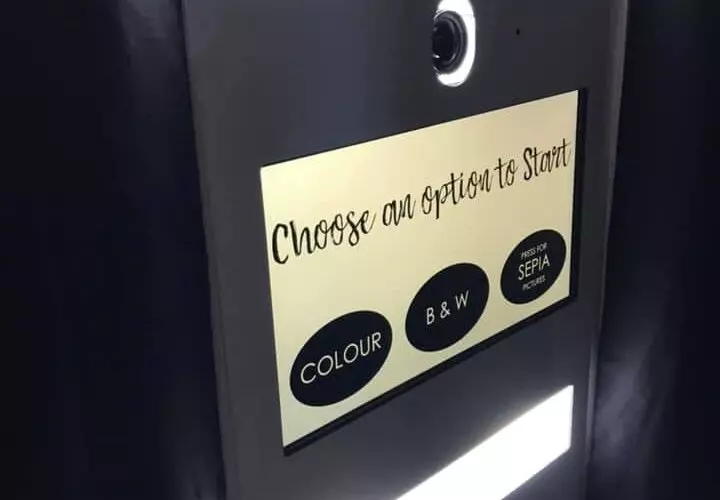 Choose an option to Start
COLOUR
B & W
PRESS FOR
SEPIA
PICTURES